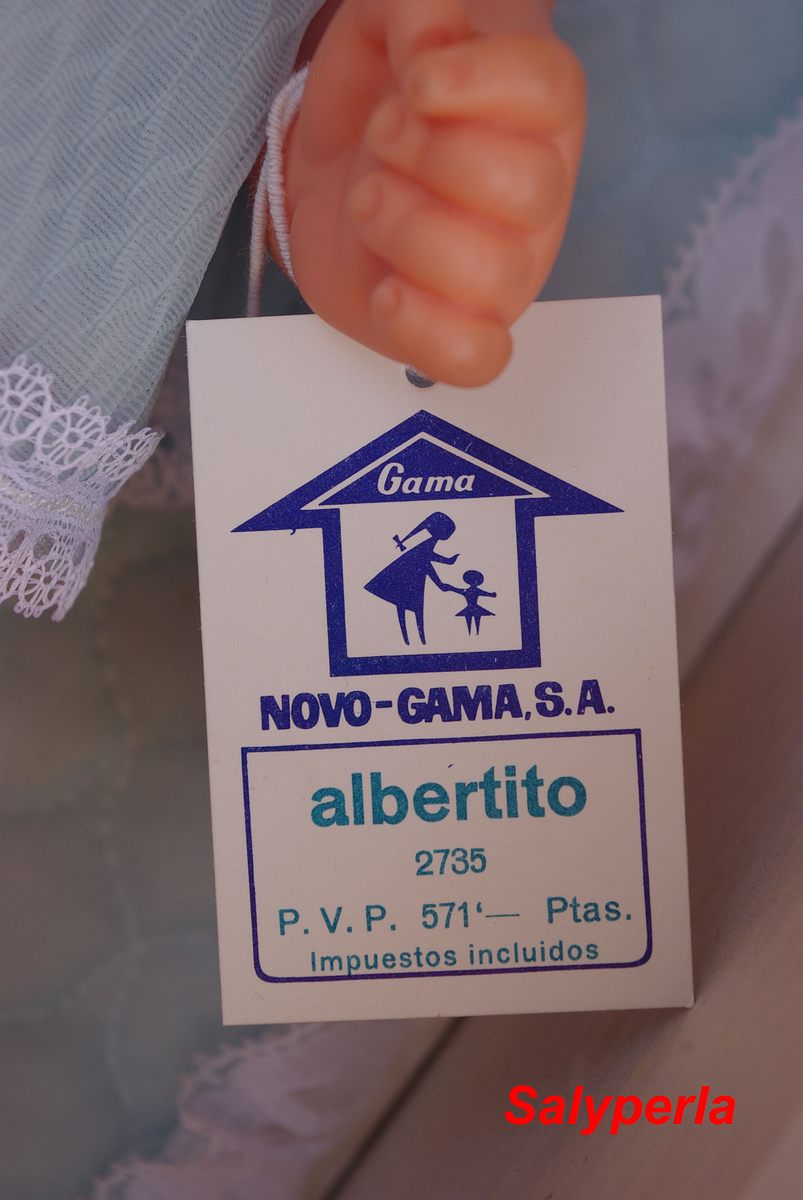 Gama
NOVO-GAMA, S.A.
albertito
2735
P. V. P. 571'— Ptas.
Impuestos incluidos
Salyperla